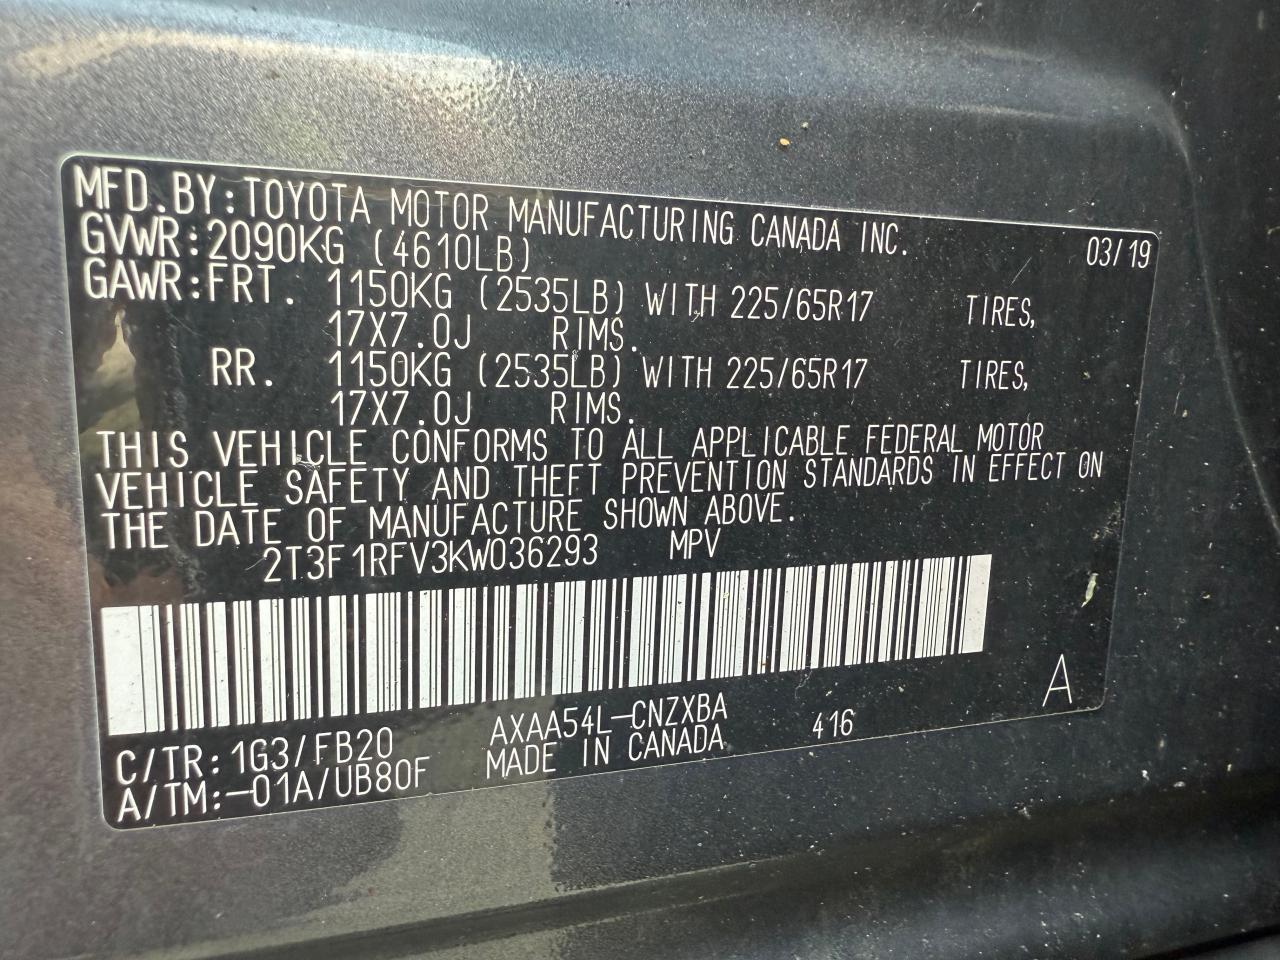 MFD. BY: TOYOTA MOTOR MANUFACTURING CANADA INC. 03/19
GVWR: 2090KG (4610LB)
GAWR: FRT. 1150KG (2535LB) WITH 225/65R17 TIRES,
17X7.0J RIMS.
RR. 1150KG (2535LB) WITH 225/65R17 TIRES,
17X7.0J RIMS.
THIS VEHICLE CONFORMS TO ALL APPLICABLE FEDERAL MOTOR
VEHICLE SAFETY AND THEFT PREVENTION STANDARDS IN EFFECT ON
THE DATE OF MANUFACTURE SHOWN ABOVE.
2T3F1RFV3KW036293 MPV
A
C/TR: 1G3/FB20 AXAA54L-CNZXBA 416
A/TM: -01A/UB80F MADE IN CANADA